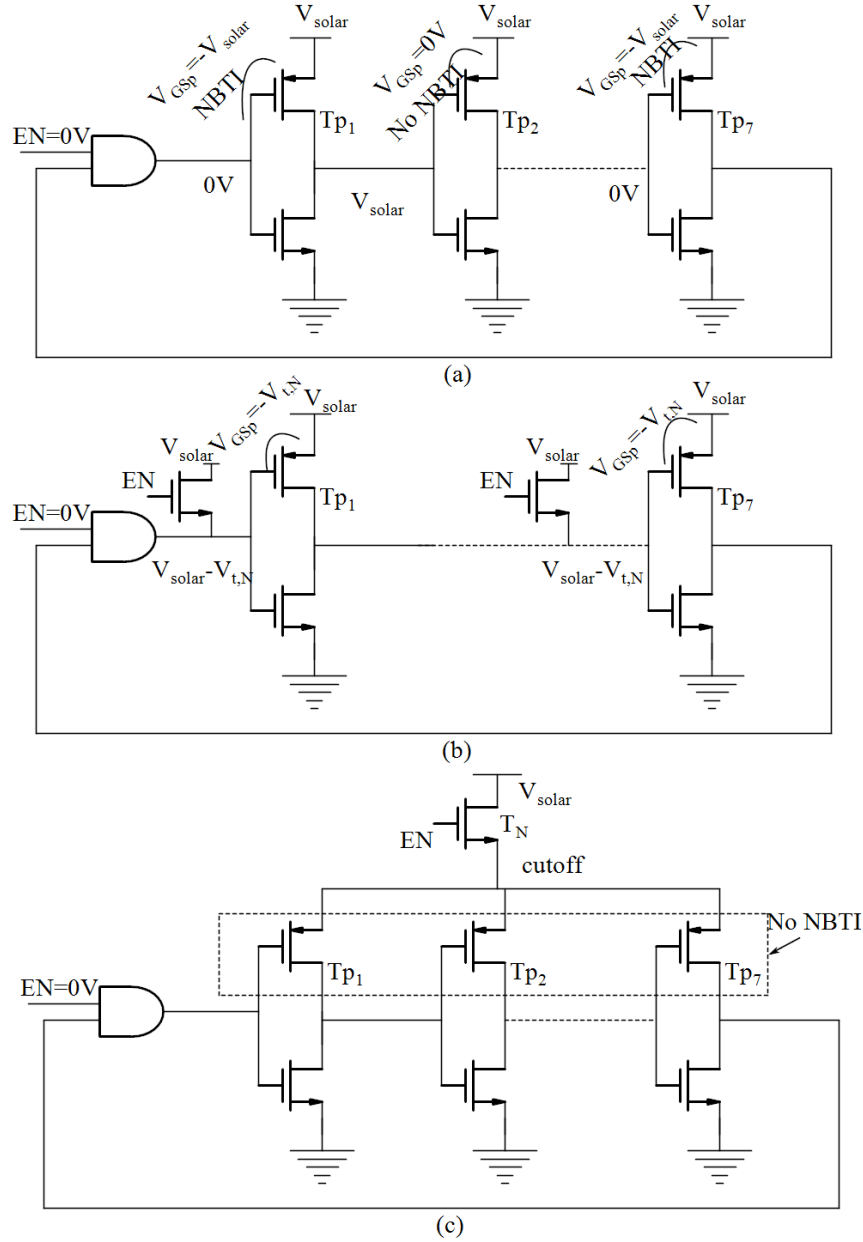 V_solar V_solar V_solar
V_GSp=-V_solar
NBTI
V_GSp=0V
No NBTI
V_GSp=-V_solar
NBTI
Tp_1 Tp_2 Tp_7
EN=0V
0V
V_solar
0V
(a)
V_GSp=-V_t,N
V_solar
V_solar
V_solar
V_GSp=-V_t,N
V_solar
EN
Tp_1
EN
Tp_7
EN=0V
V_solar-V_t,N
V_solar-V_t,N
(b)
V_solar
T_N
EN
cutoff
No NBTI
Tp_1 Tp_2 Tp_7
EN=0V
(c)